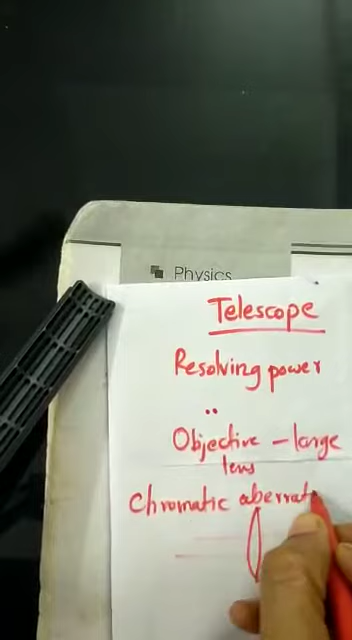 Physics
Telescope
Resolving power
Objective - large
lens
Chromatic aberrat